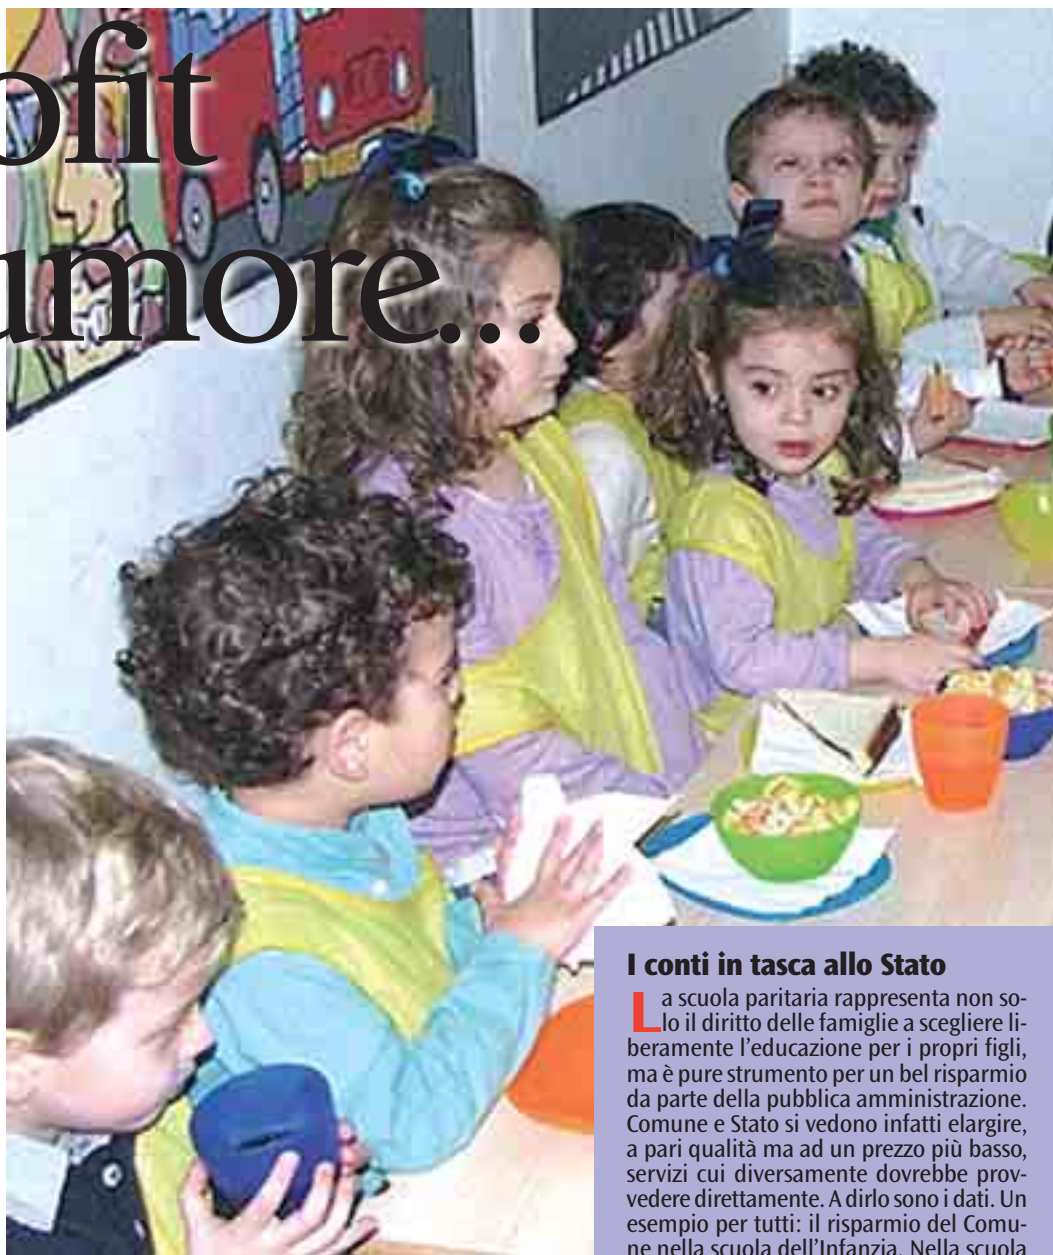 ofit
umore...
I conti in tasca allo Stato
La scuola paritaria rappresenta non so-
lo il diritto delle famiglie a scegliere li-
beramente l'educazione per i propri figli,
ma è pure strumento per un bel risparmio
da parte della pubblica amministrazione.
Comune e Stato si vedono infatti elargire,
a pari qualità ma ad un prezzo più basso,
servizi cui diversamente dovrebbe prov-
vedere direttamente. A dirlo sono i dati. Un
esempio per tutti: il risparmio del Comu-
ne nella scuola dell'Infanzia. Nella scuola